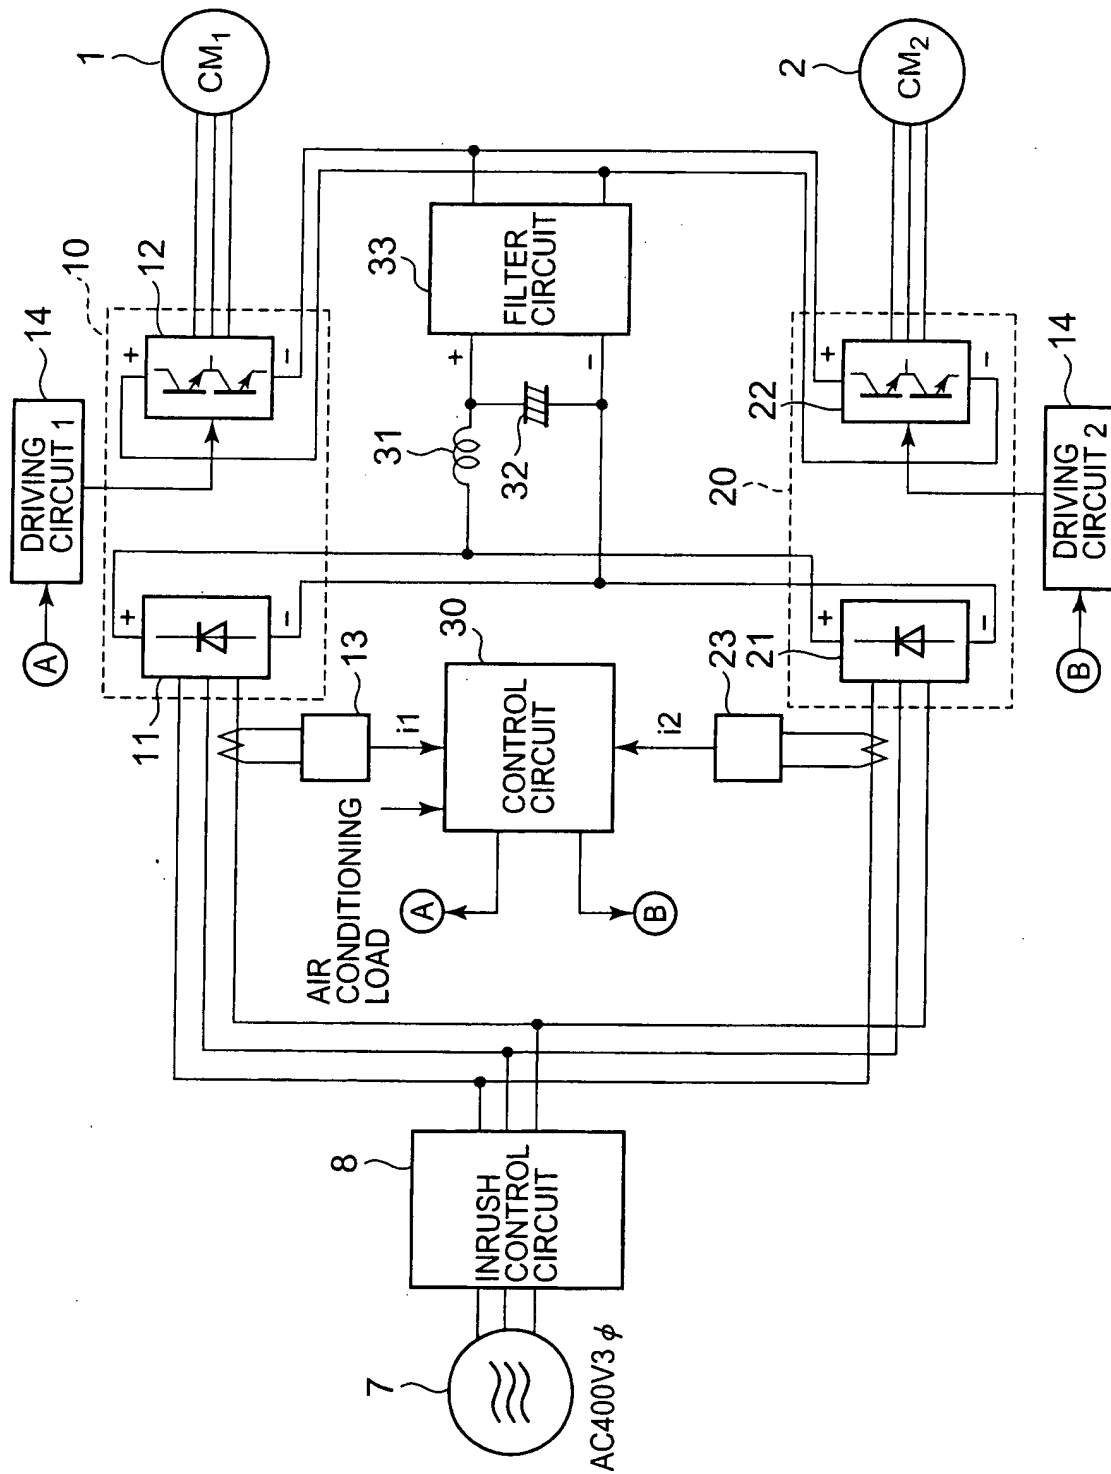 1
CM1
14
DRIVING
CIRCUIT 1
A
10
12
+
−
11
+
−
13
i1
AIR
CONDITIONING
LOAD
A
30
CONTROL
CIRCUIT
B
31
32
+
−
33
FILTER
CIRCUIT
8
INRUSH
CONTROL
CIRCUIT
7
AC400V3 ϕ
i2
23
20
21
+
−
22
+
−
2
CM2
14
DRIVING
CIRCUIT 2
B